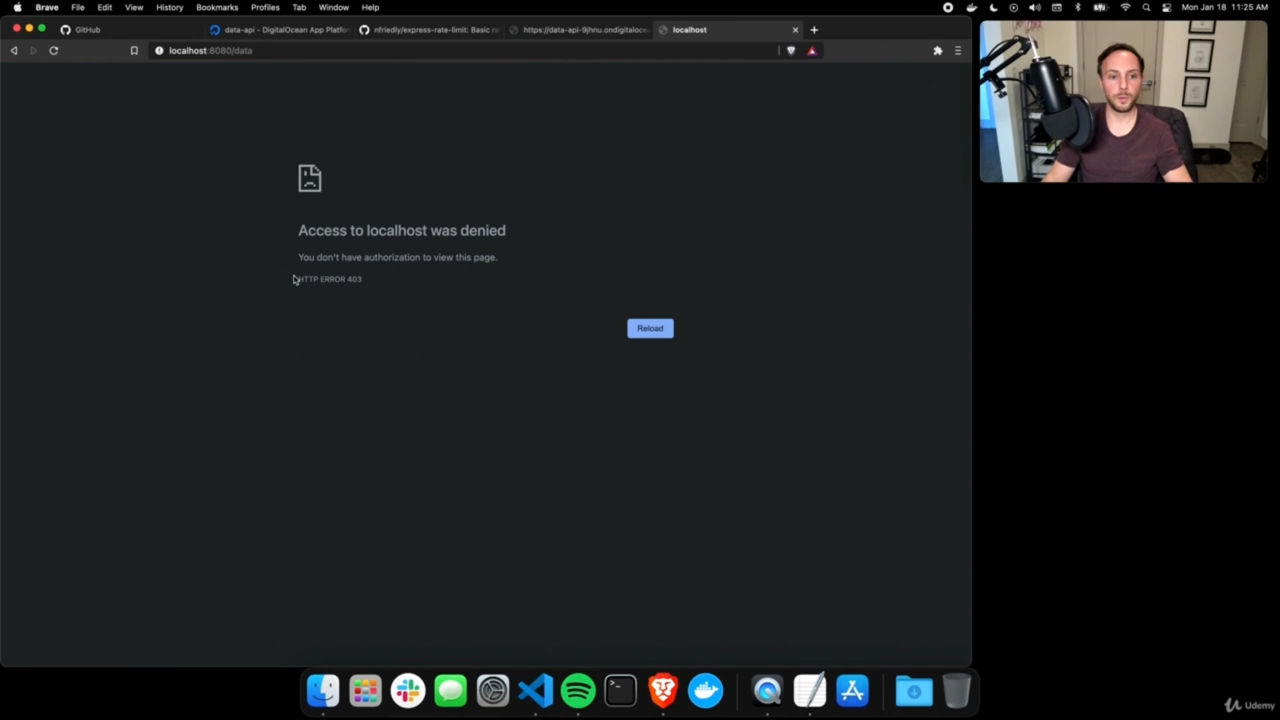 Brave File Edit View History Bookmarks Profiles Tab Window Help Mon Jan 18 11:25 AM
GitHub data-api - DigitalOcean App Platfor nfriedly/express-rate-limit: Basic ra https://data-api-9jhnu.ondigitaloce localhost
localhost:8080/data
Access to localhost was denied
You don't have authorization to view this page.
HTTP ERROR 403
Reload
Udemy